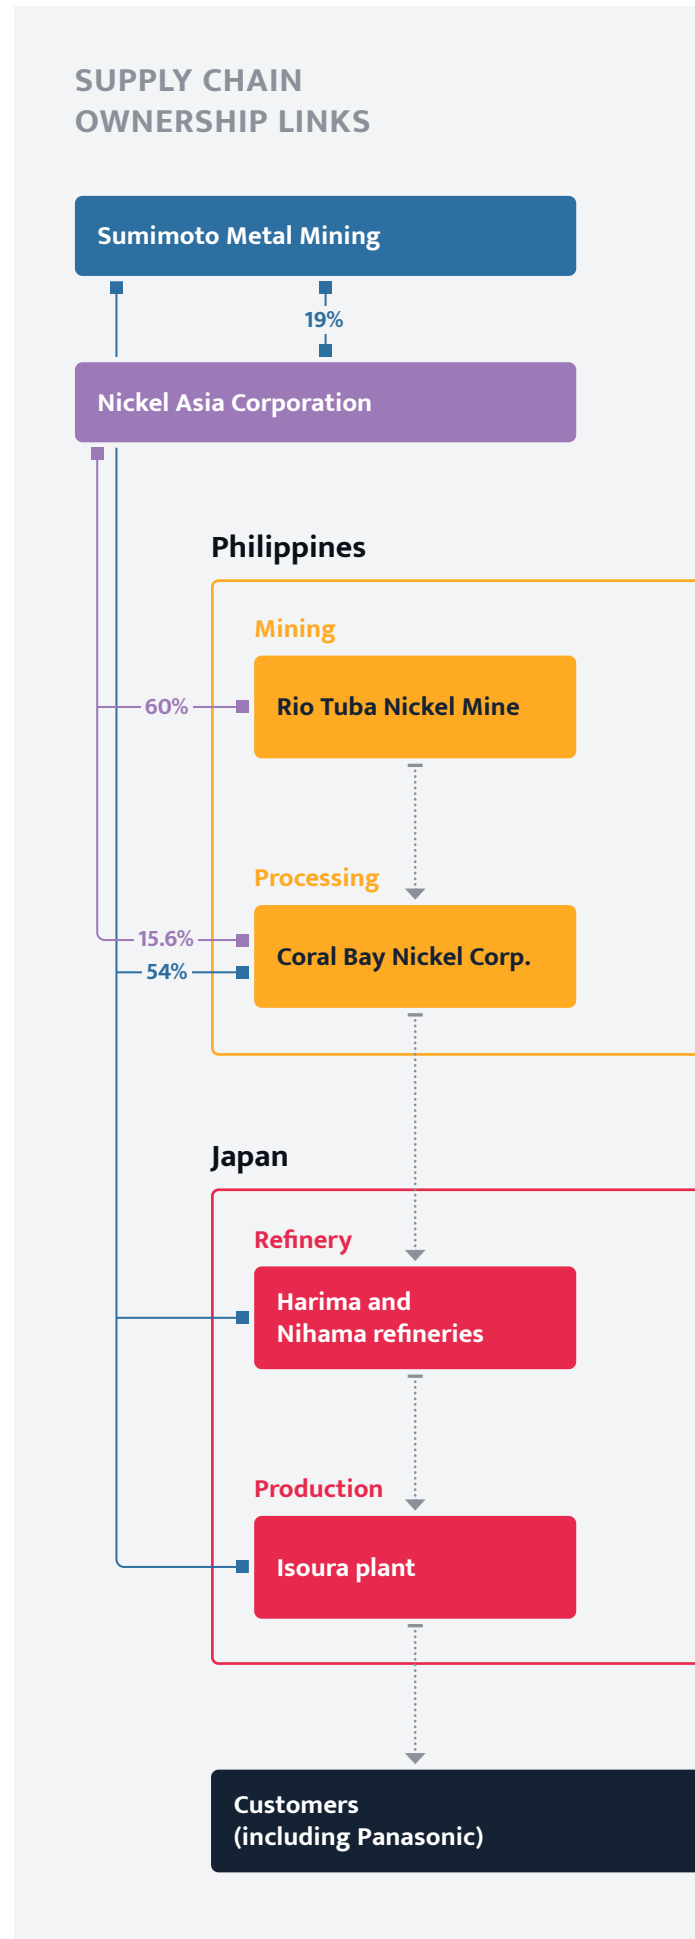 SUPPLY CHAIN
OWNERSHIP LINKS
Sumimoto Metal Mining
19%
Nickel Asia Corporation
Philippines
Mining
60%
Rio Tuba Nickel Mine
Processing
15.6%
54%
Coral Bay Nickel Corp.
Japan
Refinery
Harima and
Nihama refineries
Production
Isoura plant
Customers
(including Panasonic)